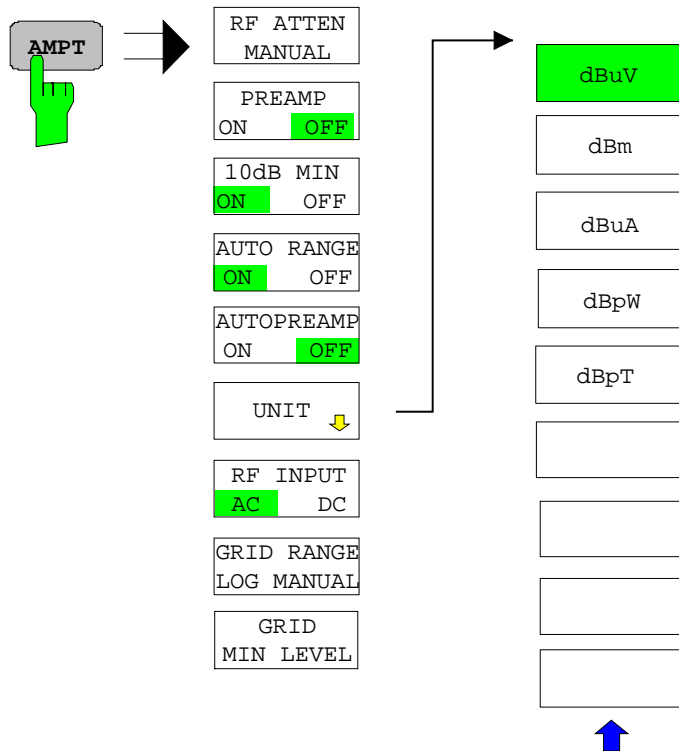 AMPT
RF ATTEN
MANUAL
PREAMP
ON OFF
10dB MIN
ON OFF
AUTO RANGE
ON OFF
AUTOPREAMP
ON OFF
UNIT
RF INPUT
AC DC
GRID RANGE
LOG MANUAL
GRID
MIN LEVEL
dBuV
dBm
dBuA
dBpW
dBpT